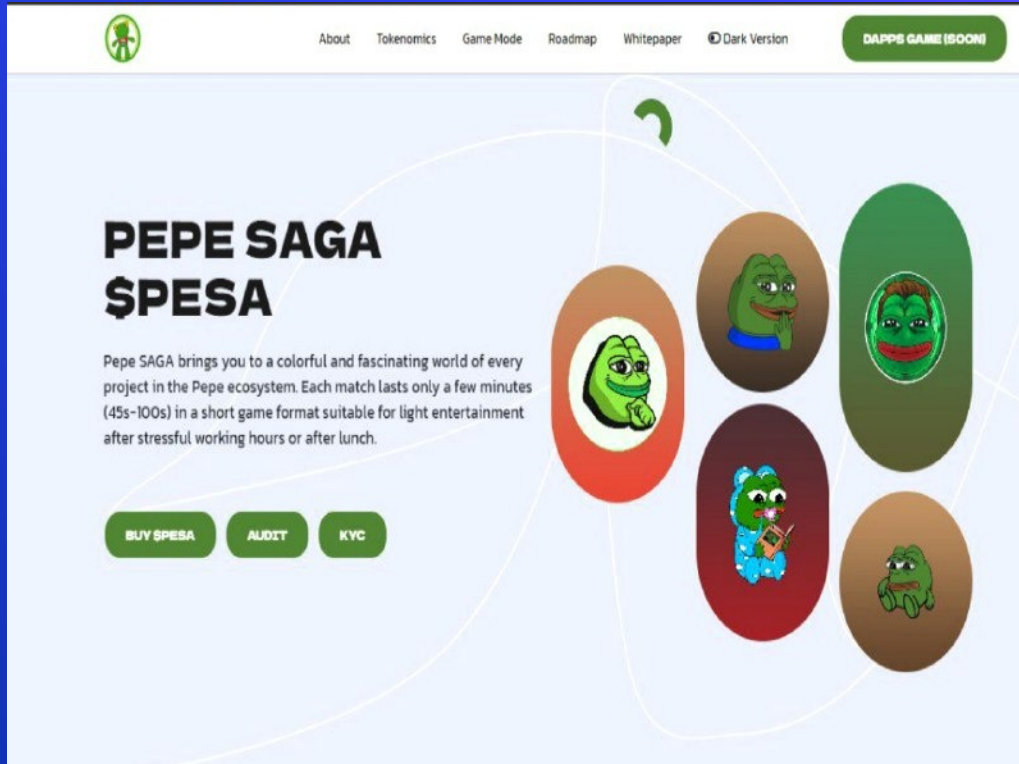 About Tokenomics Game Mode Roadmap Whitepaper Dark Version DAPPS GAME (SOON)
PEPE SAGA
$PESA
Pepe SAGA brings you to a colorful and fascinating world of every
project in the Pepe ecosystem. Each match lasts only a few minutes
(45s-100s) in a short game format suitable for light entertainment
after stressful working hours or after lunch.
BUY $PESA AUDIT KYC